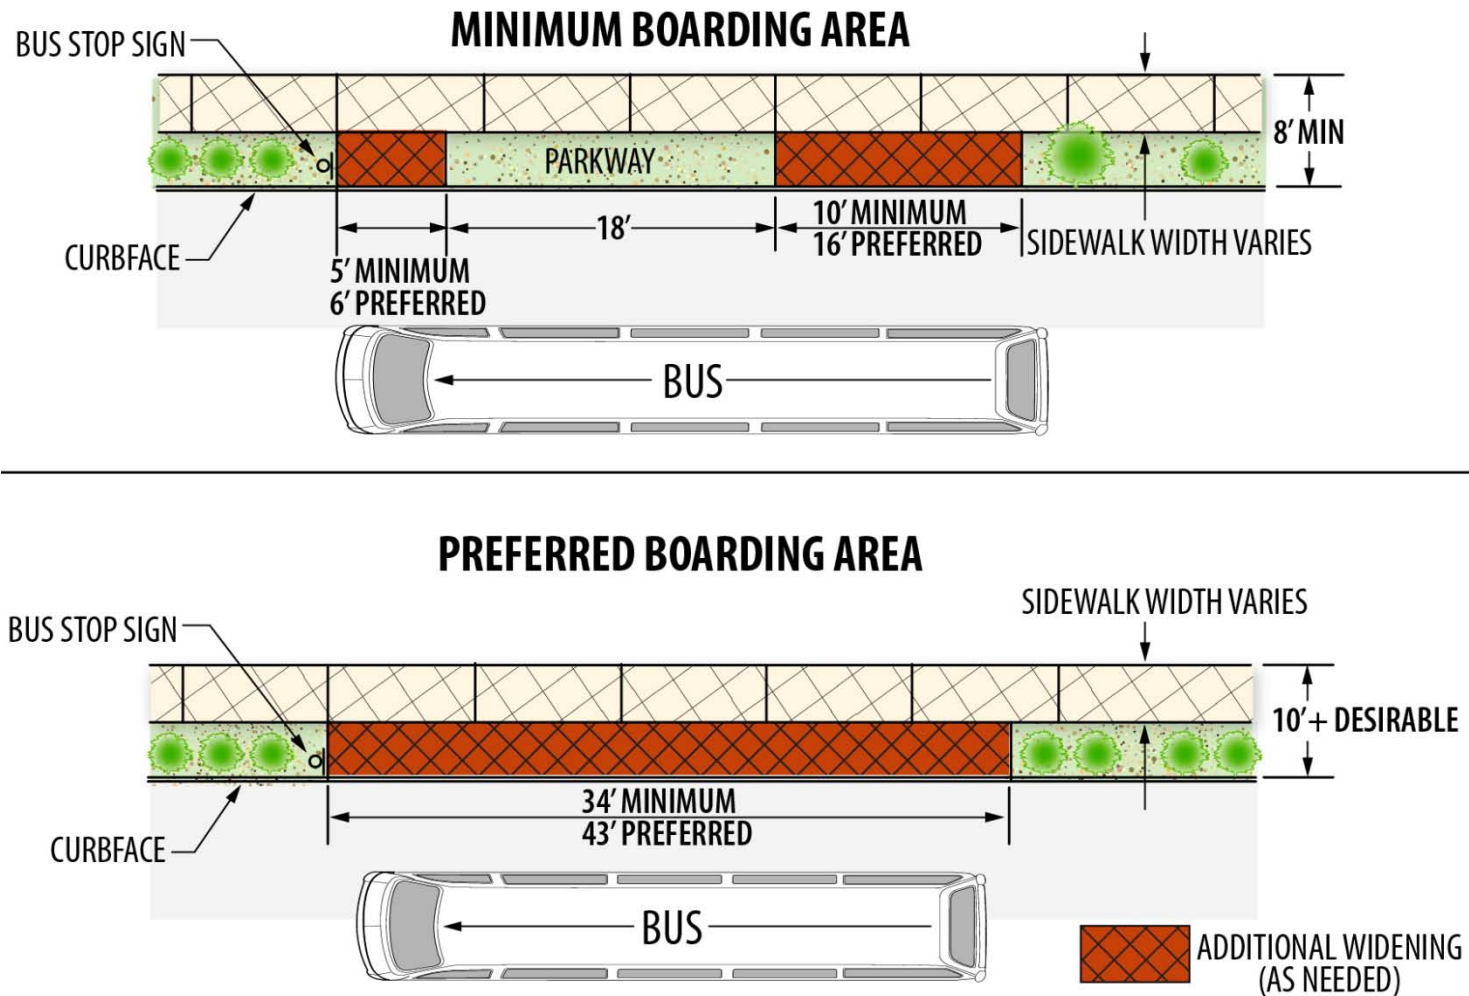 MINIMUM BOARDING AREA
BUS STOP SIGN
8' MIN
PARKWAY
CURBFACE
18'
10' MINIMUM
16' PREFERRED
SIDEWALK WIDTH VARIES
5' MINIMUM
6' PREFERRED
BUS
PREFERRED BOARDING AREA
SIDEWALK WIDTH VARIES
BUS STOP SIGN
10'+ DESIRABLE
34' MINIMUM
43' PREFERRED
CURBFACE
BUS
ADDITIONAL WIDENING
(AS NEEDED)